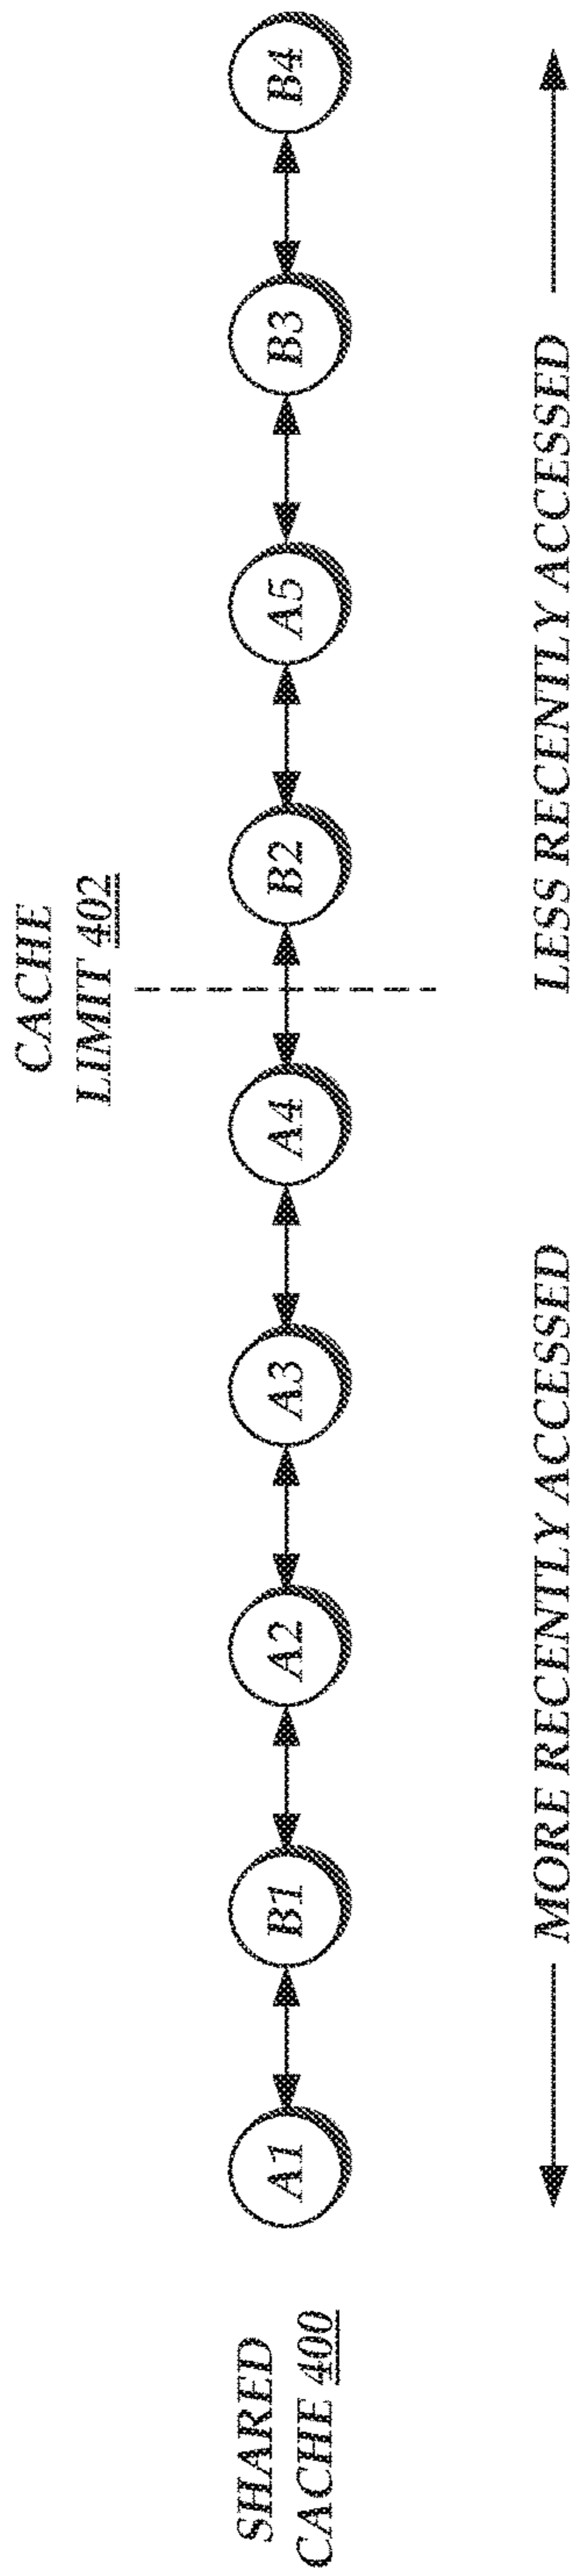 CACHE
LIMIT 402
SHARED
CACHE 400
A1
B1
A2
A3
A4
B2
A5
B3
B4
MORE RECENTLY ACCESSED
LESS RECENTLY ACCESSED